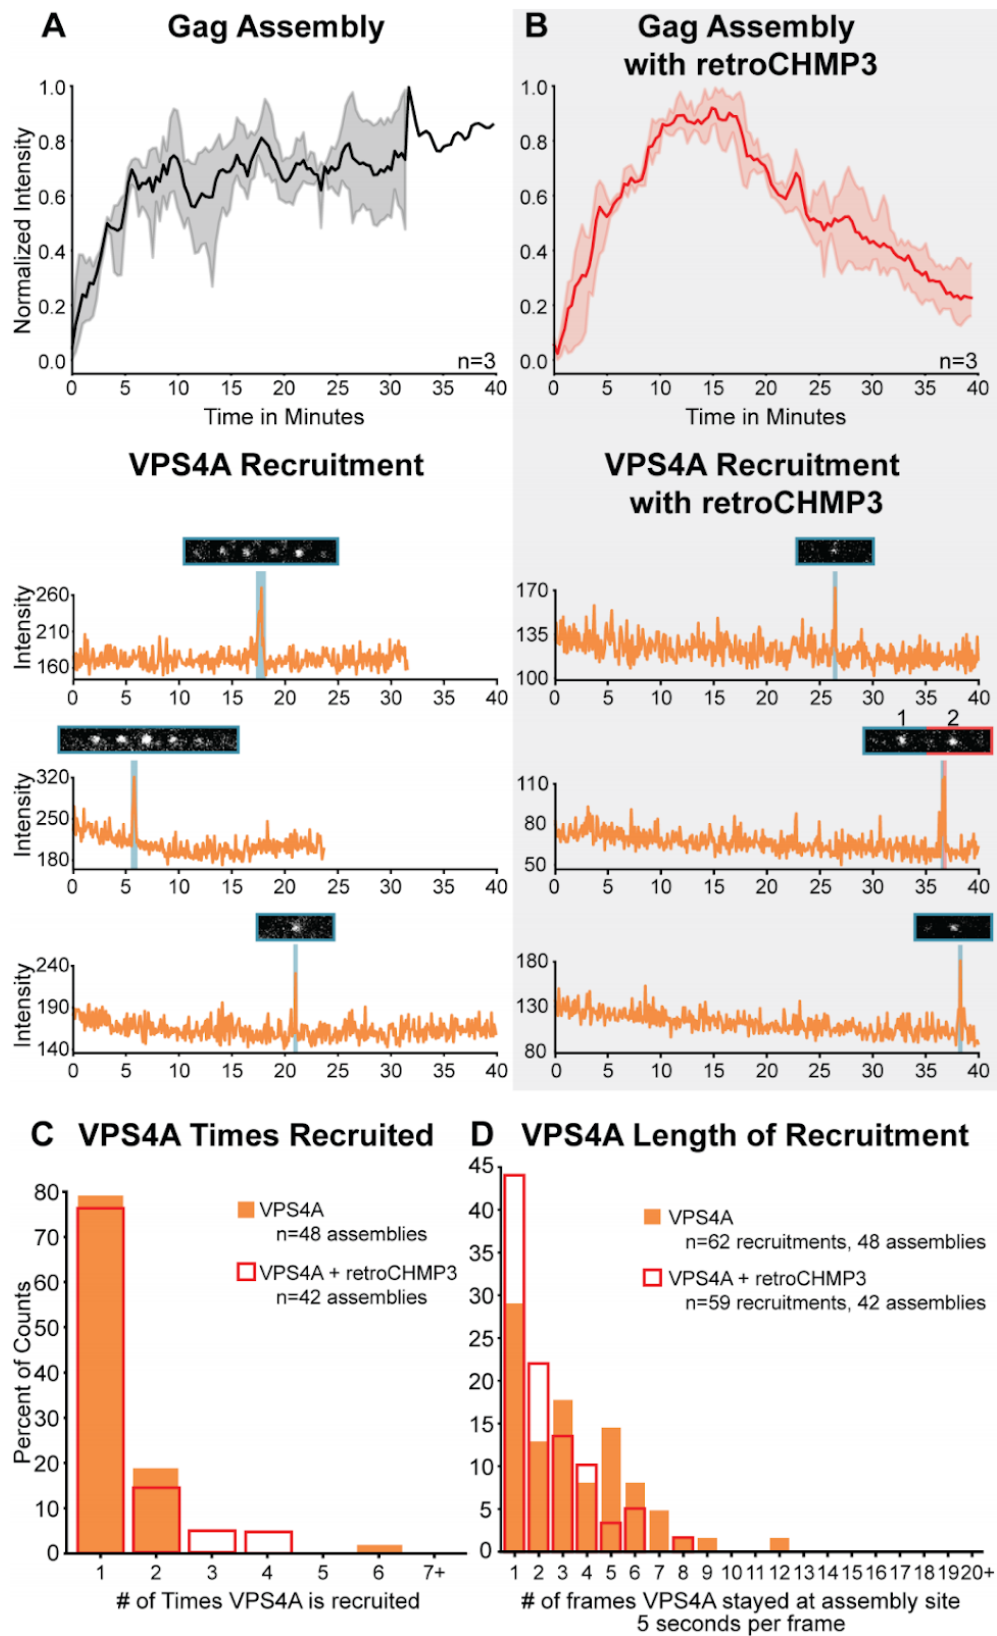 A Gag Assembly
B Gag Assembly
with retroCHMP3
Normalized Intensity
1.0
0.8
0.6
0.4
0.2
0.0
n=3
0 5 10 15 20 25 30 35 40
Time in Minutes
1.0
0.8
0.6
0.4
0.2
0.0
n=3
0 5 10 15 20 25 30 35 40
Time in Minutes
VPS4A Recruitment
VPS4A Recruitment
with retroCHMP3
Intensity
260
210
160
0 5 10 15 20 25 30 35 40
170
135
100
0 5 10 15 20 25 30 35 40
Intensity
320
250
180
0 5 10 15 20 25 30 35 40
1 2
110
80
50
0 5 10 15 20 25 30 35 40
Intensity
240
190
140
0 5 10 15 20 25 30 35 40
180
130
80
0 5 10 15 20 25 30 35 40
C VPS4A Times Recruited
Percent of Counts
80
70
60
50
40
30
20
10
0
VPS4A
n=48 assemblies
VPS4A + retroCHMP3
n=42 assemblies
1 2 3 4 5 6 7+
# of Times VPS4A is recruited
D VPS4A Length of Recruitment
45
40
35
30
25
20
15
10
5
0
VPS4A
n=62 recruitments, 48 assemblies
VPS4A + retroCHMP3
n=59 recruitments, 42 assemblies
1 2 3 4 5 6 7 8 9 10 11 12 13 14 15 16 17 18 19 20+
# of frames VPS4A stayed at assembly site
5 seconds per frame